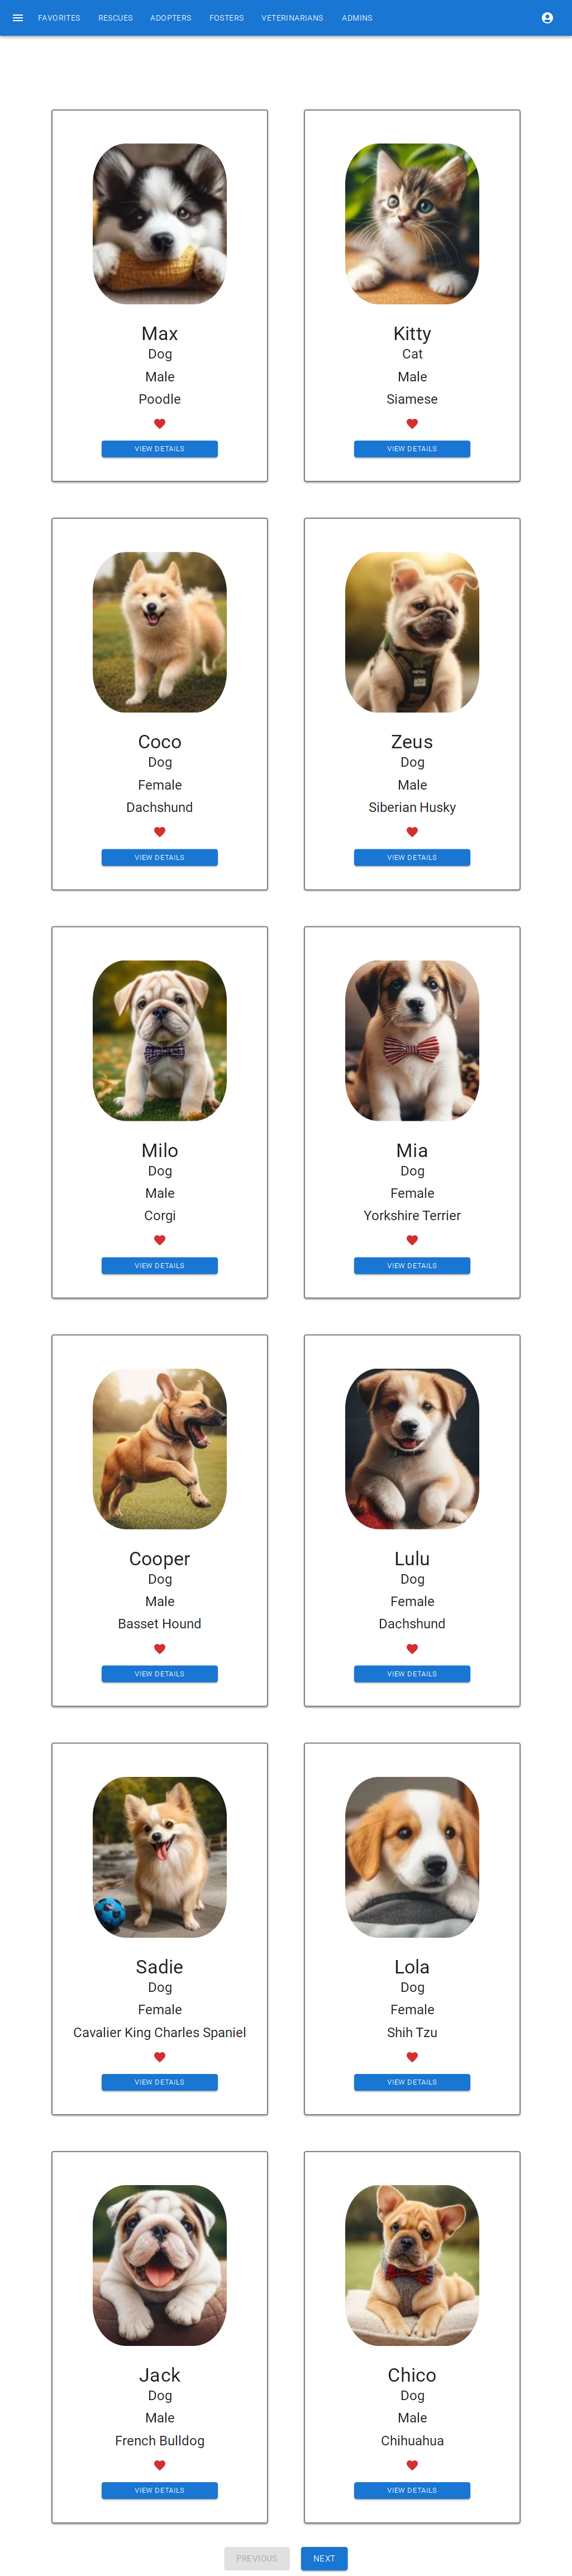 FAVORITES RESCUES ADOPTERS FOSTERS VETERINARIANS ADMINS
Max
Dog
Male
Poodle
VIEW DETAILS
Kitty
Cat
Male
Siamese
VIEW DETAILS
Coco
Dog
Female
Dachshund
VIEW DETAILS
Zeus
Dog
Male
Siberian Husky
VIEW DETAILS
Milo
Dog
Male
Corgi
VIEW DETAILS
Mia
Dog
Female
Yorkshire Terrier
VIEW DETAILS
Cooper
Dog
Male
Basset Hound
VIEW DETAILS
Lulu
Dog
Female
Dachshund
VIEW DETAILS
Sadie
Dog
Female
Cavalier King Charles Spaniel
VIEW DETAILS
Lola
Dog
Female
Shih Tzu
VIEW DETAILS
Jack
Dog
Male
French Bulldog
VIEW DETAILS
Chico
Dog
Male
Chihuahua
VIEW DETAILS
PREVIOUS NEXT